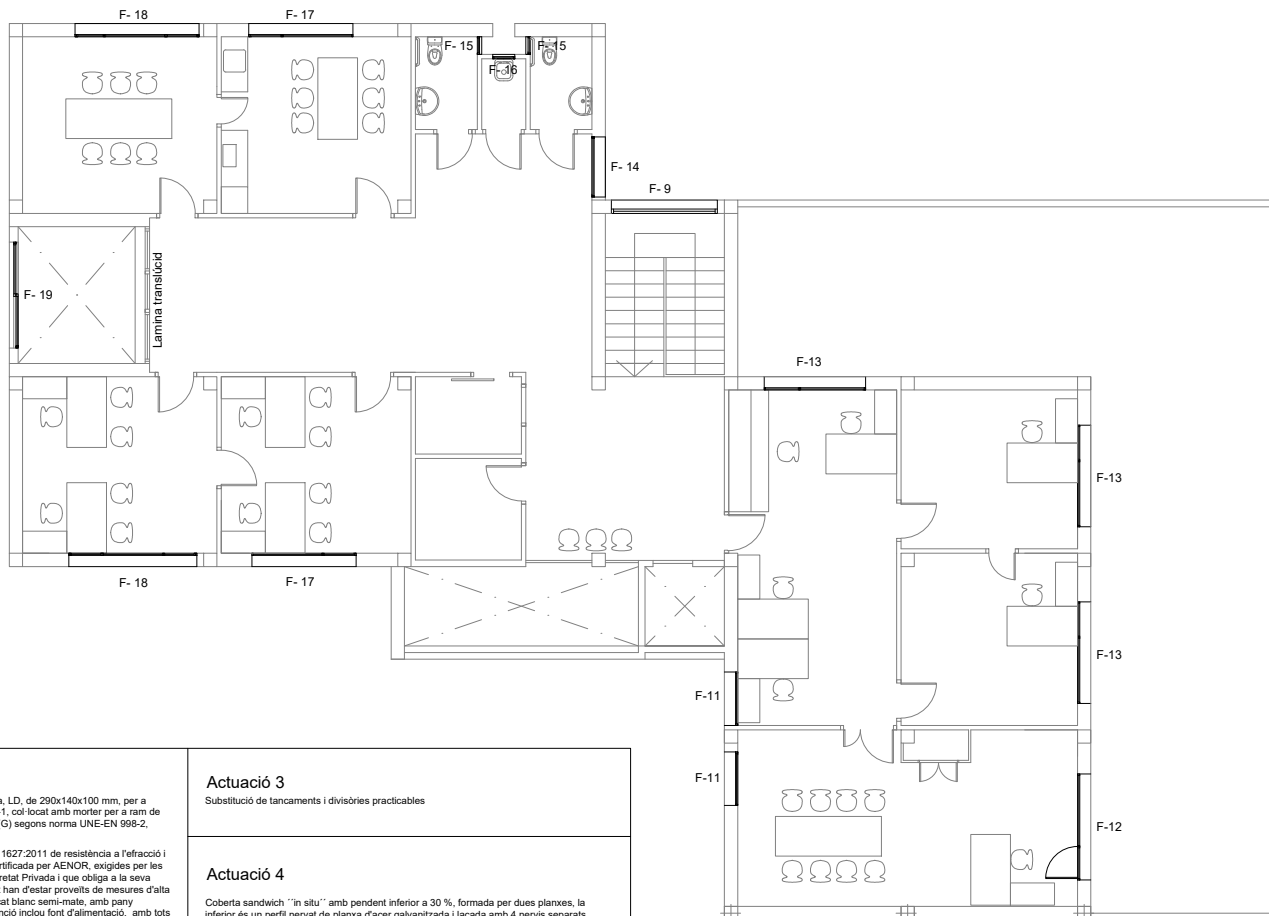 F- 18
F- 17
F- 15
F- 15
F- 16
F- 14
F- 9
F- 19
Lamina translúcid
F-13
F-13
F- 18
F- 17
F-13
F-11
F-11
F-12
a, LD, de 290x140x100 mm, per a
-1, col·locat amb morter per a ram de
G) segons norma UNE-EN 998-2,
1627:2011 de resistència a l'efracció i
rtificada per AENOR, exigides per les
retat Privada i que obliga a la seva
t han d'estar proveïts de mesures d'alta
cat blanc semi-mate, amb pany
nció inclou font d'alimentació, amb tots
Actuació 3
Substitució de tancaments i divisòries practicables
Actuació 4
Coberta sandwich ´´in situ´´ amb pendent inferior a 30 %, formada per dues planxes, la
inferior és un perfil nervat de planxa d'acer galvanitzada i lacada amb 4 nervis separats